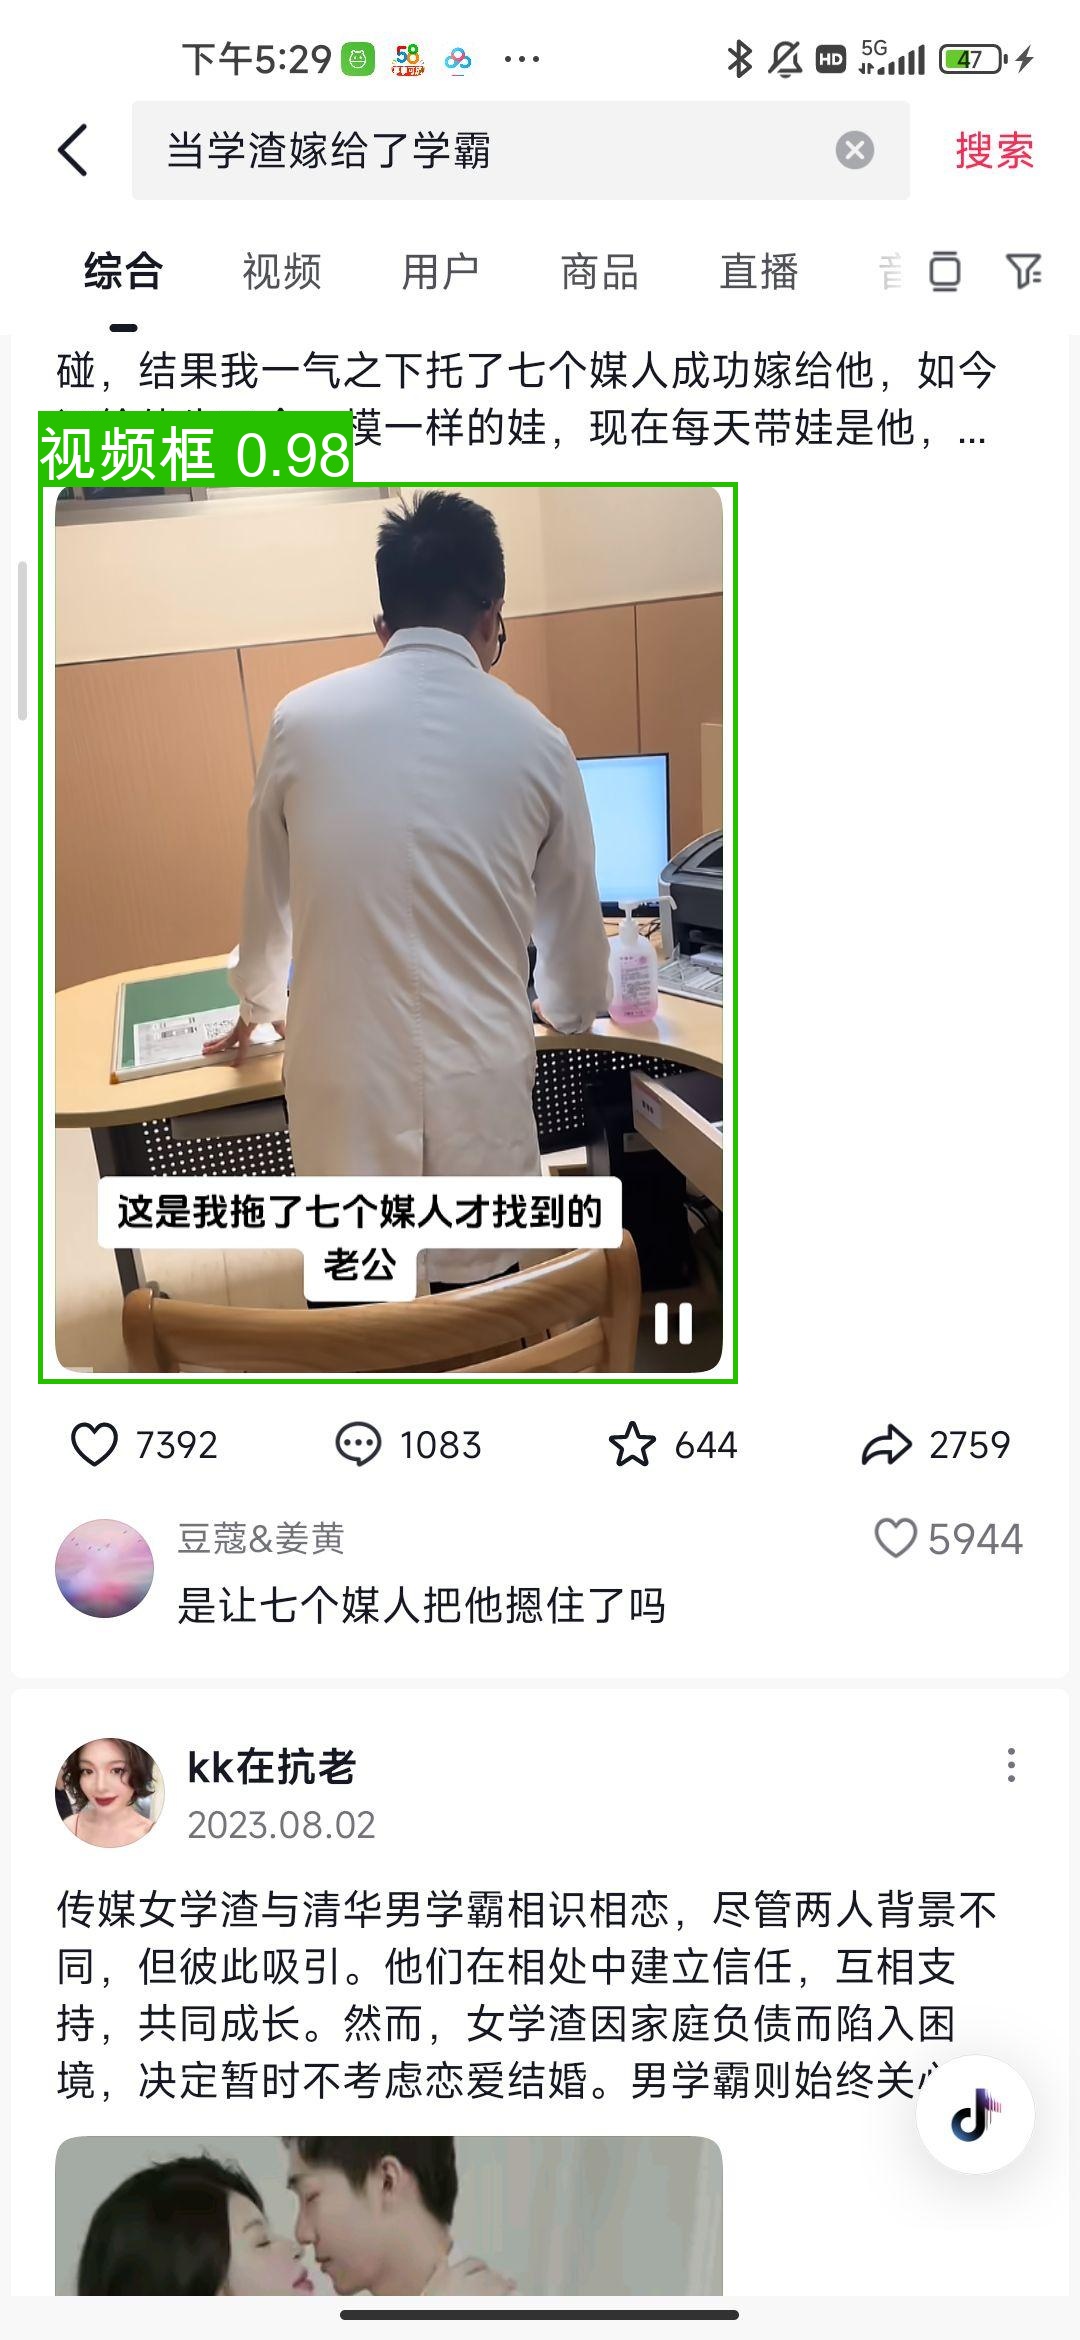 下午5:29
58
HD
5G
47
当学渣嫁给了学霸
搜索
综合
视频
用户
商品
直播
碰，结果我一气之下托了七个媒人成功嫁给他，如今
模一样的娃，现在每天带娃是他，...
视频框 0.98
这是我拖了七个媒人才找到的
老公
7392
1083
644
2759
豆蔻&姜黄
5944
是让七个媒人把他摁住了吗
kk在抗老
2023.08.02
传媒女学渣与清华男学霸相识相恋，尽管两人背景不
同，但彼此吸引。他们在相处中建立信任，互相支
持，共同成长。然而，女学渣因家庭负债而陷入困
境，决定暂时不考虑恋爱结婚。男学霸则始终关